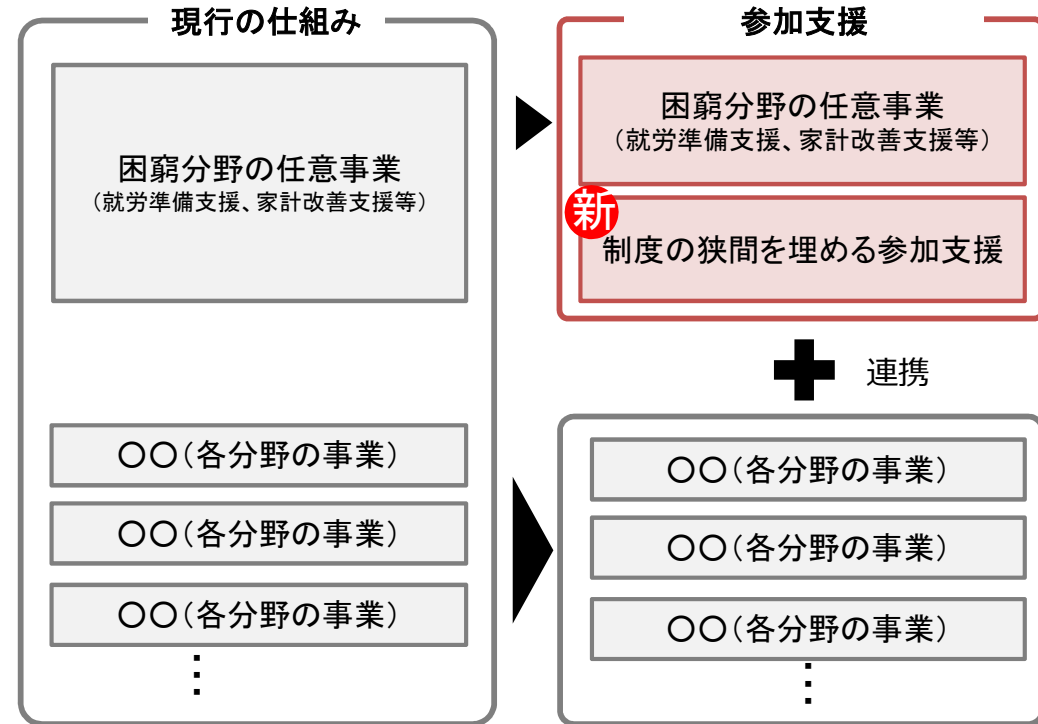 現行の仕組み
困窮分野の任意事業
（就労準備支援、家計改善支援等）
〇〇（各分野の事業）
〇〇（各分野の事業）
〇〇（各分野の事業）
⋮
参加支援
困窮分野の任意事業
（就労準備支援、家計改善支援等）
新
制度の狭間を埋める参加支援
連携
〇〇（各分野の事業）
〇〇（各分野の事業）
〇〇（各分野の事業）
⋮